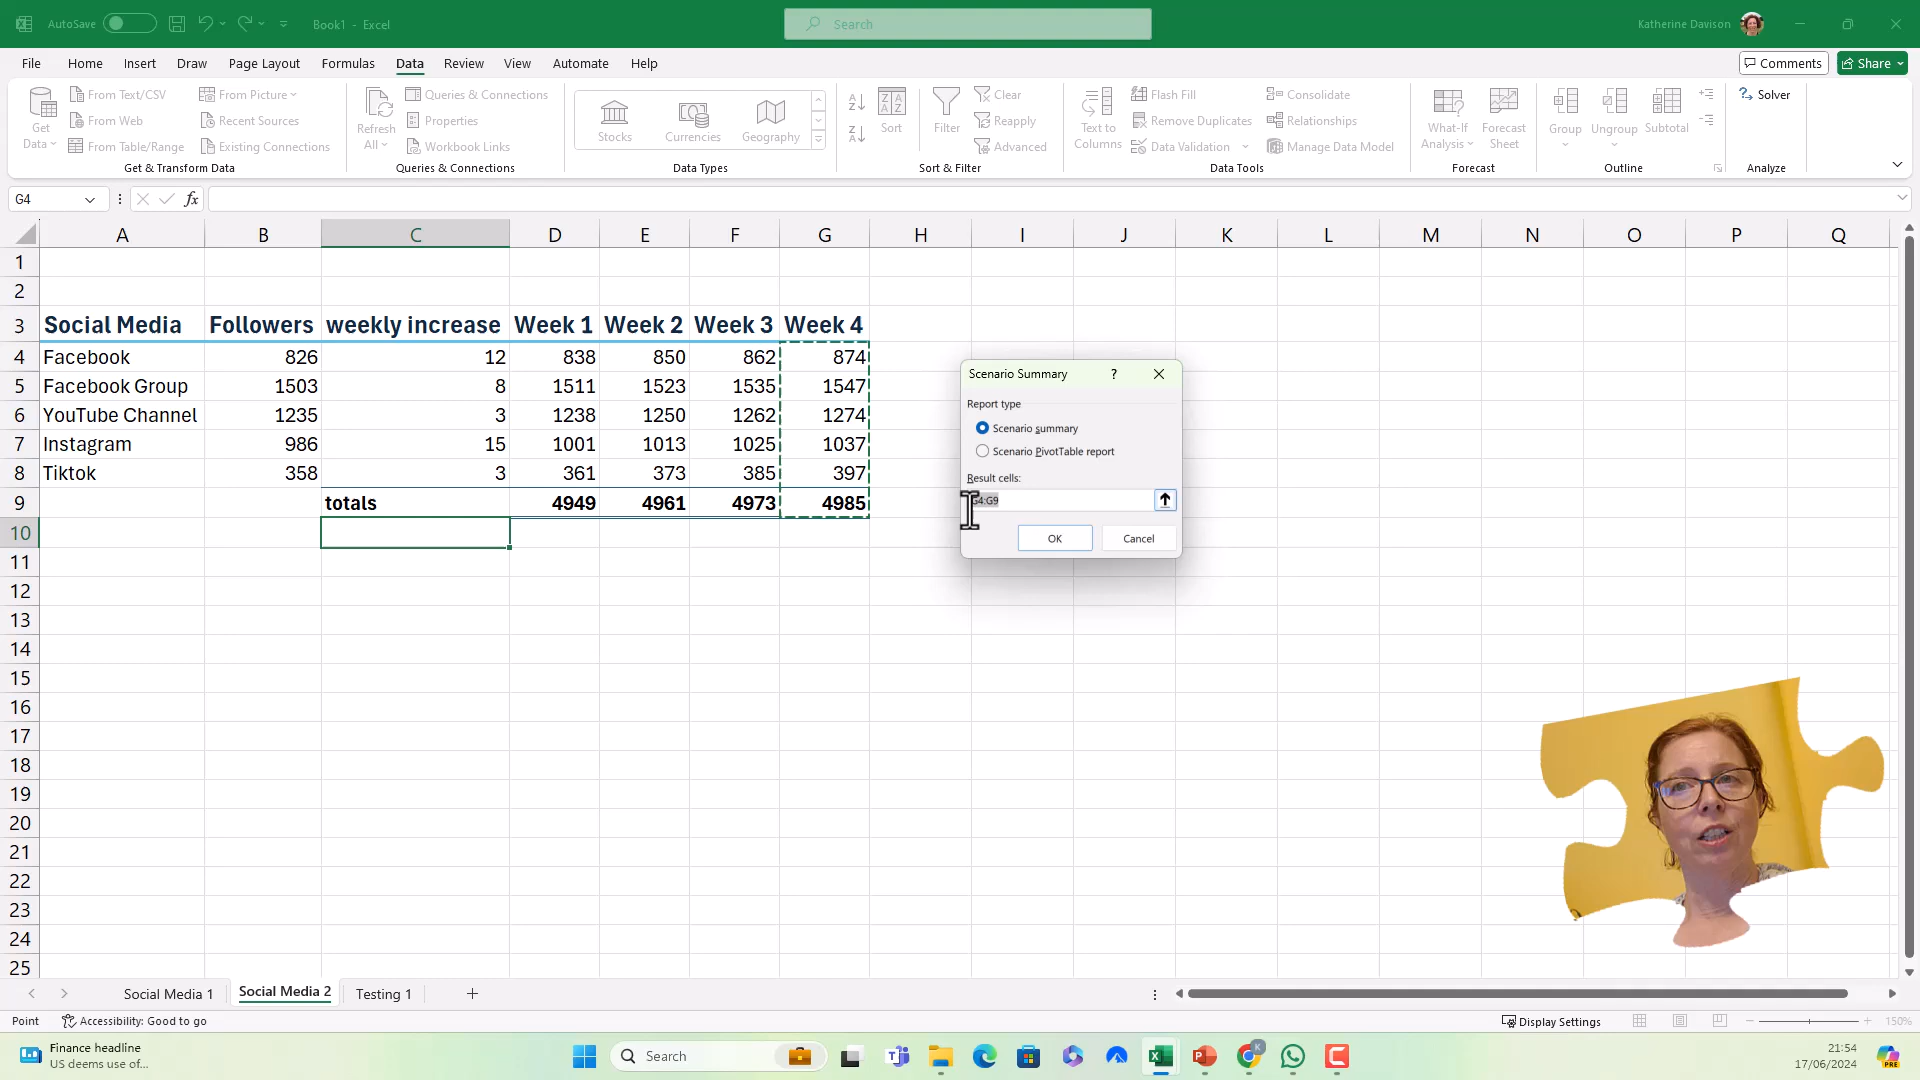 AutoSave
Book1 - Excel
Search
Katherine Davison
File Home Insert Draw Page Layout Formulas Data Review View Automate Help
Comments Share
Get Data
From Text/CSV
From Web
From Table/Range
From Picture
Recent Sources
Existing Connections
Get & Transform Data
Refresh All
Queries & Connections
Properties
Workbook Links
Queries & Connections
Stocks Currencies Geography
Data Types
Sort
Filter
Clear
Reapply
Advanced
Sort & Filter
Text to Columns
Flash Fill
Remove Duplicates
Data Validation
Consolidate
Relationships
Manage Data Model
Data Tools
What-If Analysis
Forecast Sheet
Forecast
Group Ungroup Subtotal
Outline
Solver
Analyze
G4
fx
A B C D E F G H I J K L M N O P Q
1
2
3 Social Media Followers weekly increase Week 1 Week 2 Week 3 Week 4
4 Facebook 826 12 838 850 862 874
5 Facebook Group 1503 8 1511 1523 1535 1547
6 YouTube Channel 1235 3 1238 1250 1262 1274
7 Instagram 986 15 1001 1013 1025 1037
8 Tiktok 358 3 361 373 385 397
9 totals 4949 4961 4973 4985
10
11
12
13
14
15
16
17
18
19
20
21
22
23
24
25
Scenario Summary ?
Report type
Scenario summary
Scenario PivotTable report
Result cells:
G4:G9
OK Cancel
Social Media 1 Social Media 2 Testing 1
Point Accessibility: Good to go
Display Settings
150%
Finance headline
US deems use of...
Search
21:54
17/06/2024